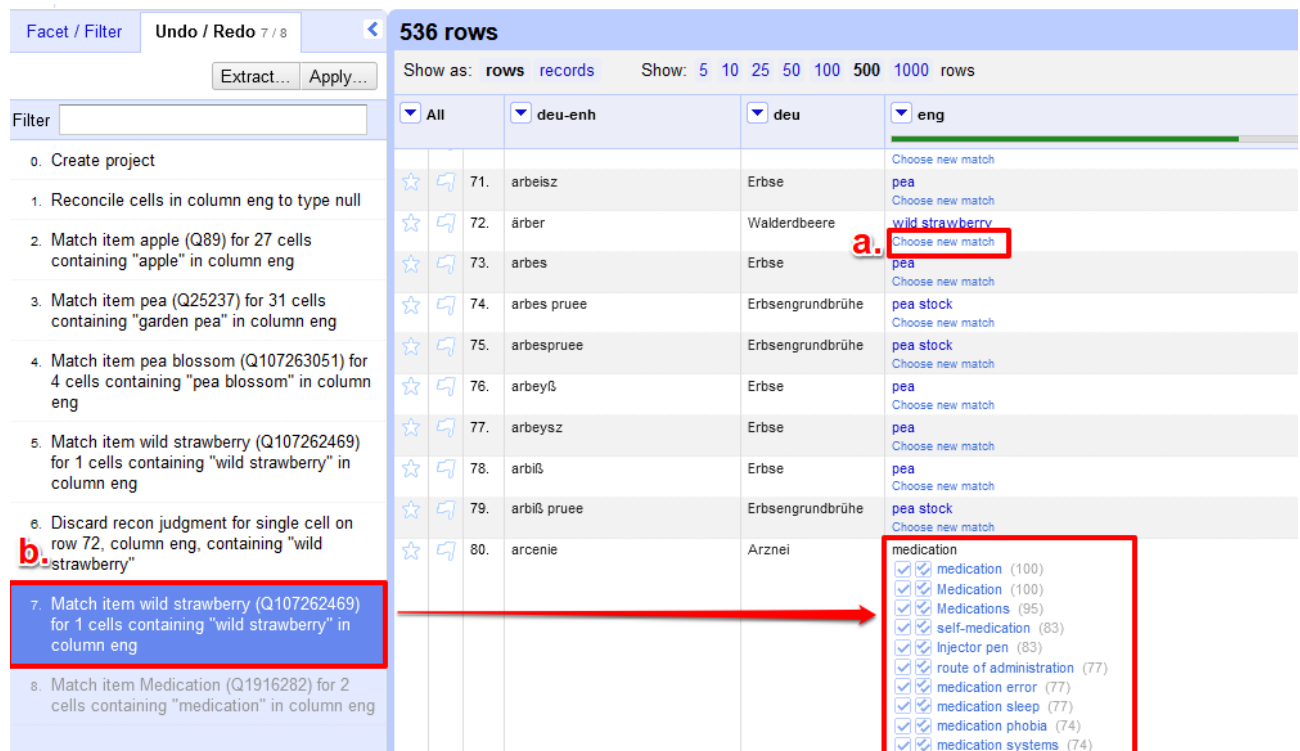 Facet / Filter
Undo / Redo 7 / 8
Extract...
Apply...
Filter
0. Create project
1. Reconcile cells in column eng to type null
2. Match item apple (Q89) for 27 cells
containing "apple" in column eng
3. Match item pea (Q25237) for 31 cells
containing "garden pea" in column eng
4. Match item pea blossom (Q107263051) for
4 cells containing "pea blossom" in column
eng
5. Match item wild strawberry (Q107262469)
for 1 cells containing "wild strawberry" in
column eng
6. Discard recon judgment for single cell on
row 72, column eng, containing "wild
strawberry"
b.
7. Match item wild strawberry (Q107262469)
for 1 cells containing "wild strawberry" in
column eng
8. Match item Medication (Q1916282) for 2
cells containing "medication" in column eng
536 rows
Show as: rows records Show: 5 10 25 50 100 500 1000 rows
All deu-enh deu eng
Choose new match
71. arbeisz Erbse pea
Choose new match
72. ärber Walderdbeere wild strawberry
a. Choose new match
73. arbes Erbse pea
Choose new match
74. arbes pruee Erbsengrundbrühe pea stock
Choose new match
75. arbespruee Erbsengrundbrühe pea stock
Choose new match
76. arbeyß Erbse pea
Choose new match
77. arbeysz Erbse pea
Choose new match
78. arbiß Erbse pea
Choose new match
79. arbiß pruee Erbsengrundbrühe pea stock
Choose new match
80. arcenie Arznei medication
medication (100)
Medication (100)
Medications (95)
self-medication (83)
Injector pen (83)
route of administration (77)
medication error (77)
medication sleep (77)
medication phobia (74)
medication systems (74)